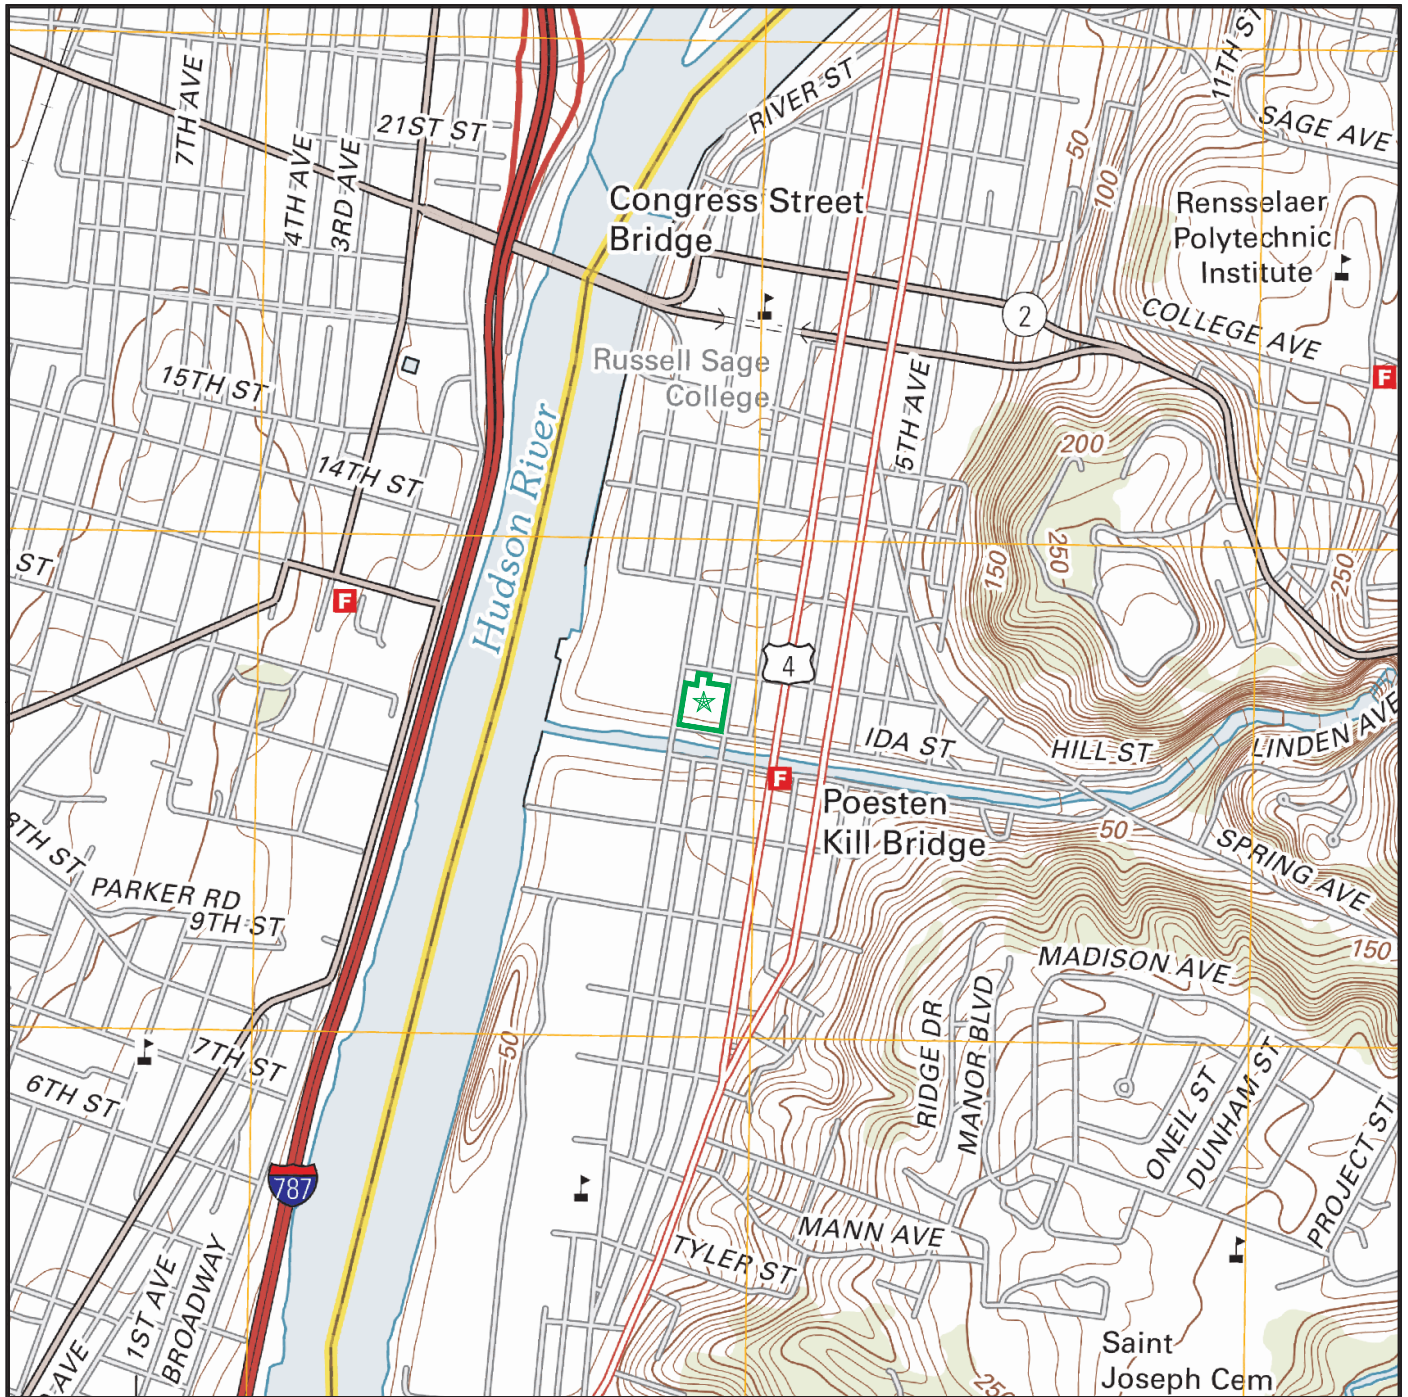 11TH ST
7TH AVE
RIVER ST
SAGE AVE
21ST ST
50
4TH AVE
3RD AVE
100
Congress Street
Bridge
Rensselaer
Polytechnic
Institute
2
COLLEGE AVE
Russell Sage
College
F
15TH ST
5TH AVE
200
14TH ST
Hudson River
ST
150
250
250
F
4
IDA ST
HILL ST
LINDEN AVE
F
Poesten
Kill Bridge
50
8TH ST
SPRING AVE
PARKER RD
9TH ST
150
MADISON AVE
RIDGE DR
MANOR BLVD
50
7TH ST
6TH ST
ONEIL ST
DUNHAM ST
PROJECT ST
787
MANN AVE
TYLER ST
1ST AVE
BROADWAY
AVE
Saint
Joseph Cem
250